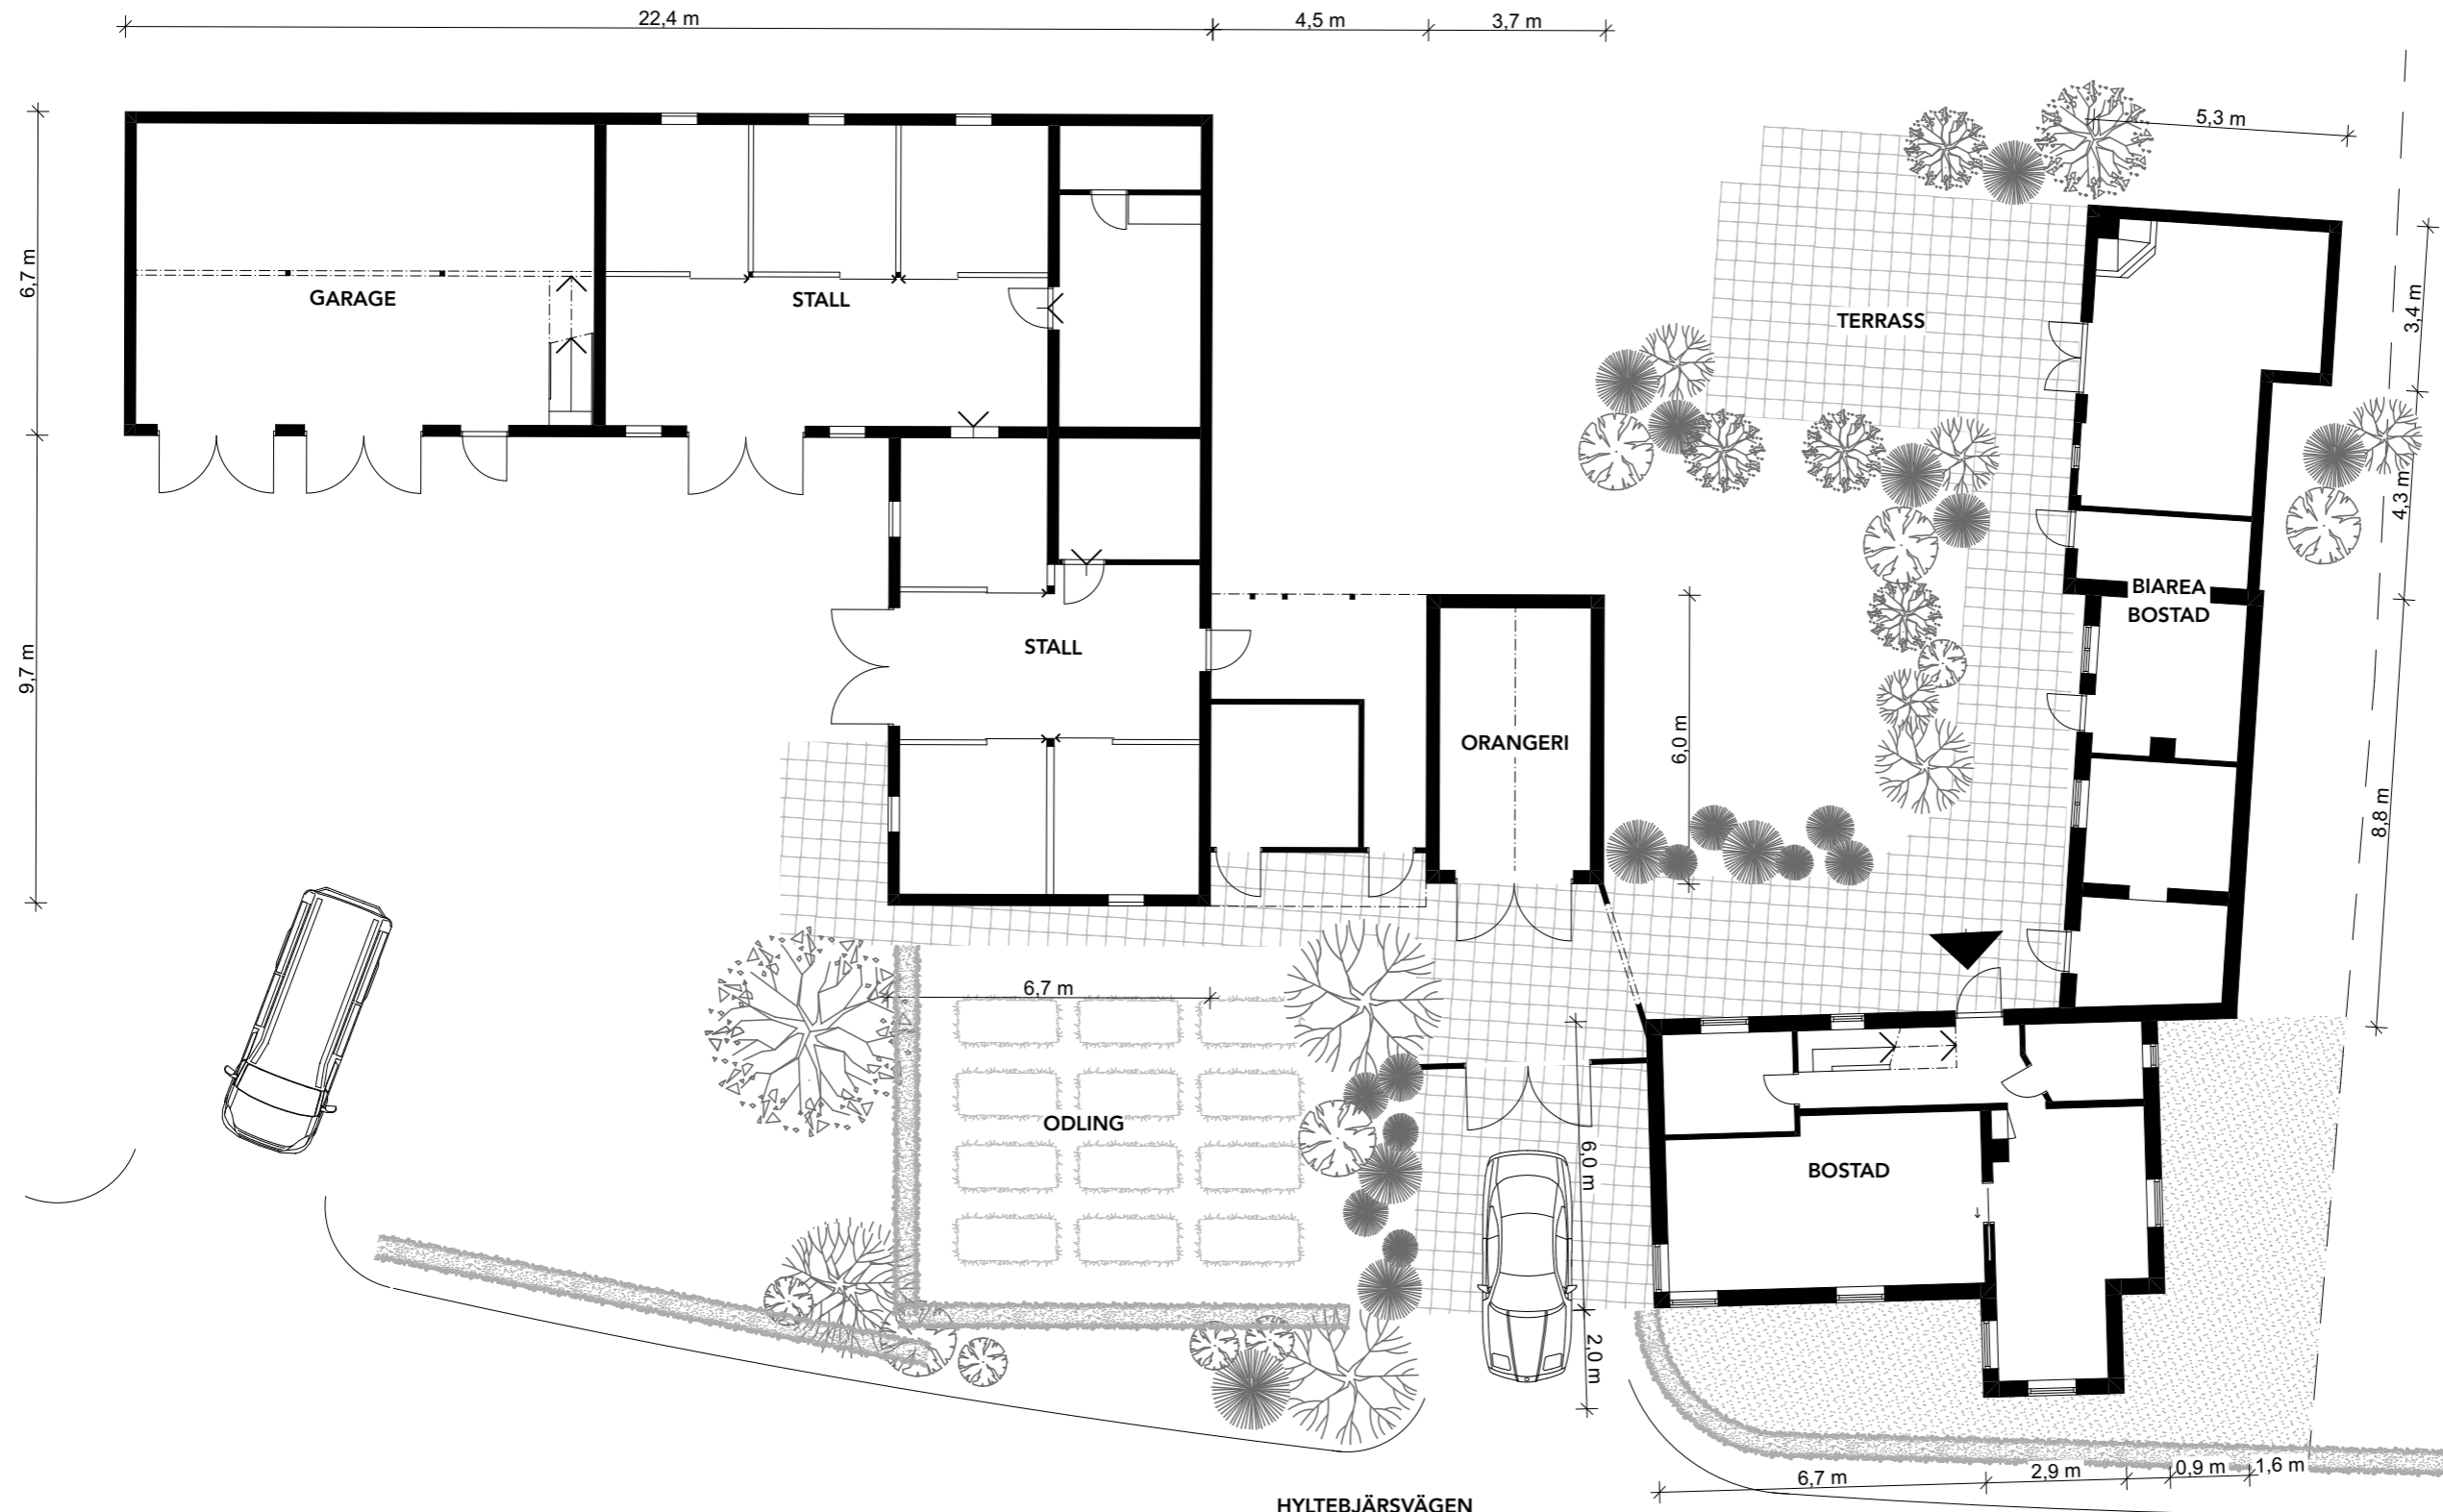 22,4 m
4,5 m
3,7 m
5,3 m
6,7 m
GARAGE
STALL
TERRASS
3,4 m
4,3 m
BIAREA
BOSTAD
9,7 m
STALL
ORANGERI
6,0 m
8,8 m
6,7 m
ODLING
6,0 m
BOSTAD
2,0 m
6,7 m
2,9 m
0,9 m
1,6 m
HYLTEBJÄRSVÄGEN